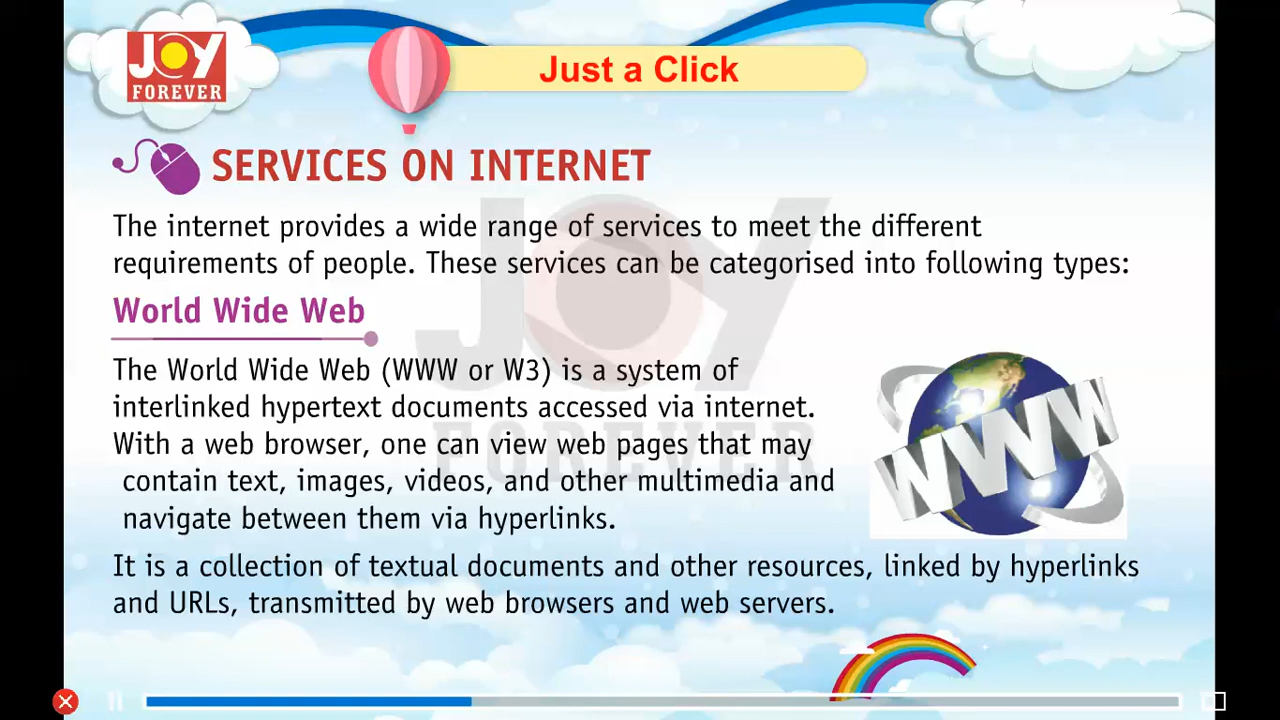 JOY
FOREVER
Just a Click
SERVICES ON INTERNET
The internet provides a wide range of services to meet the different
requirements of people. These services can be categorised into following types:
World Wide Web
The World Wide Web (WWW or W3) is a system of
interlinked hypertext documents accessed via internet.
With a web browser, one can view web pages that may
contain text, images, videos, and other multimedia and
navigate between them via hyperlinks.
WWW
It is a collection of textual documents and other resources, linked by hyperlinks
and URLs, transmitted by web browsers and web servers.
JOY
FOREVER